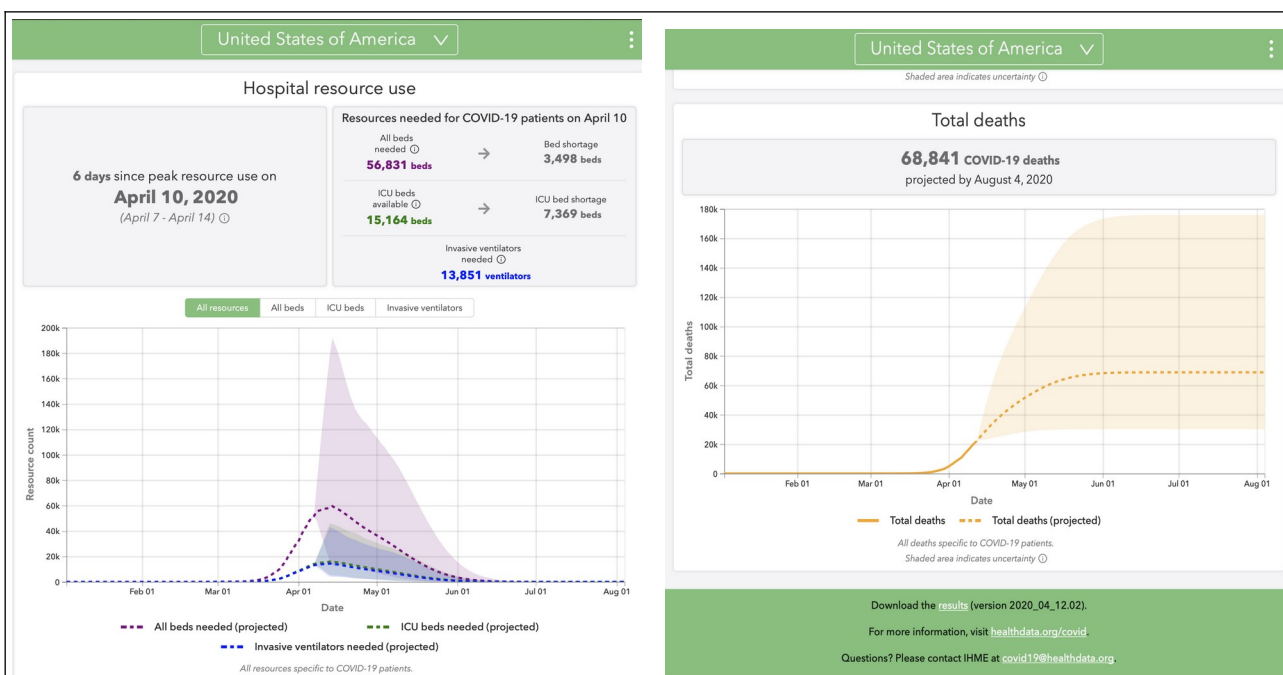 United States of America
Hospital resource use
6 days since peak resource use on
April 10, 2020
(April 7 - April 14) ⓘ
Resources needed for COVID-19 patients on April 10
All beds
needed ⓘ
56,831 beds
→
Bed shortage
3,498 beds
ICU beds
available ⓘ
15,164 beds
→
ICU bed shortage
7,369 beds
Invasive ventilators
needed ⓘ
13,851 ventilators
All resources All beds ICU beds Invasive ventilators
200k
180k
160k
140k
120k
100k
80k
60k
40k
20k
0
Resource count
Feb 01 Mar 01 Apr 01 May 01 Jun 01 Jul 01 Aug 01
Date
All beds needed (projected) ICU beds needed (projected)
Invasive ventilators needed (projected)
All resources specific to COVID-19 patients.
United States of America
Shaded area indicates uncertainty ⓘ
Total deaths
68,841 COVID-19 deaths
projected by August 4, 2020
180k
160k
140k
120k
100k
80k
60k
40k
20k
0
Total deaths
Feb 01 Mar 01 Apr 01 May 01 Jun 01 Jul 01 Aug 01
Date
Total deaths Total deaths (projected)
All deaths specific to COVID-19 patients.
Shaded area indicates uncertainty ⓘ
Download the results (version 2020_04_12.02).
For more information, visit healthdata.org/covid.
Questions? Please contact IHME at covid19@healthdata.org.